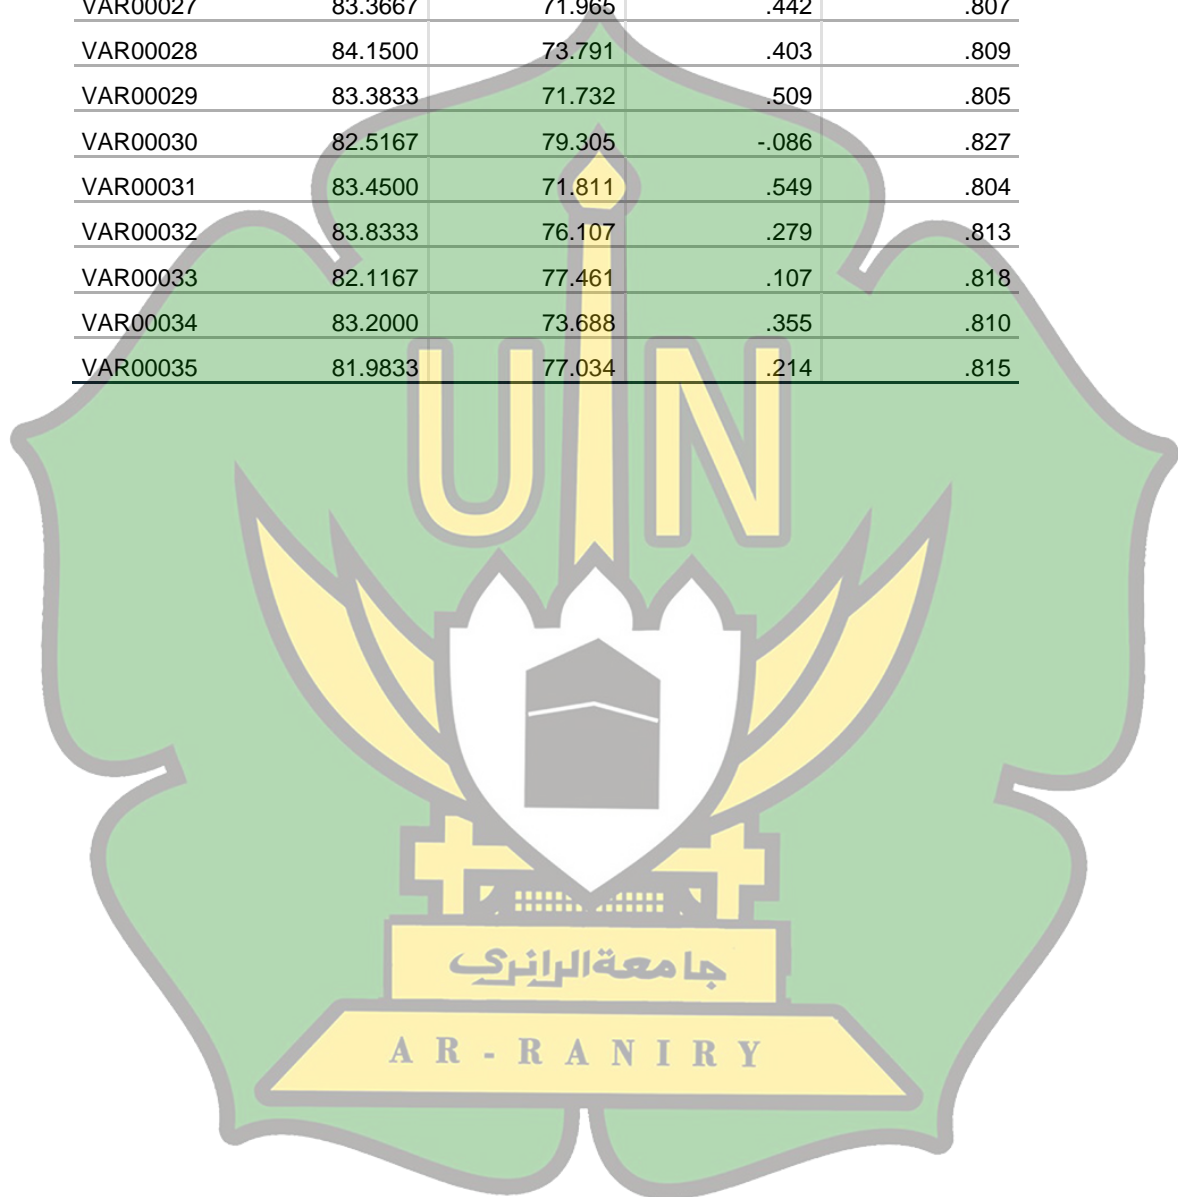 VAR00027 83.3667 71.965 .442 .807
VAR00028 84.1500 73.791 .403 .809
VAR00029 83.3833 71.732 .509 .805
VAR00030 82.5167 79.305 -.086 .827
VAR00031 83.4500 71.811 .549 .804
VAR00032 83.8333 76.107 .279 .813
VAR00033 82.1167 77.461 .107 .818
VAR00034 83.2000 73.688 .355 .810
VAR00035 81.9833 77.034 .214 .815
UIN
جامعةالرانرى
AR-RANIRY